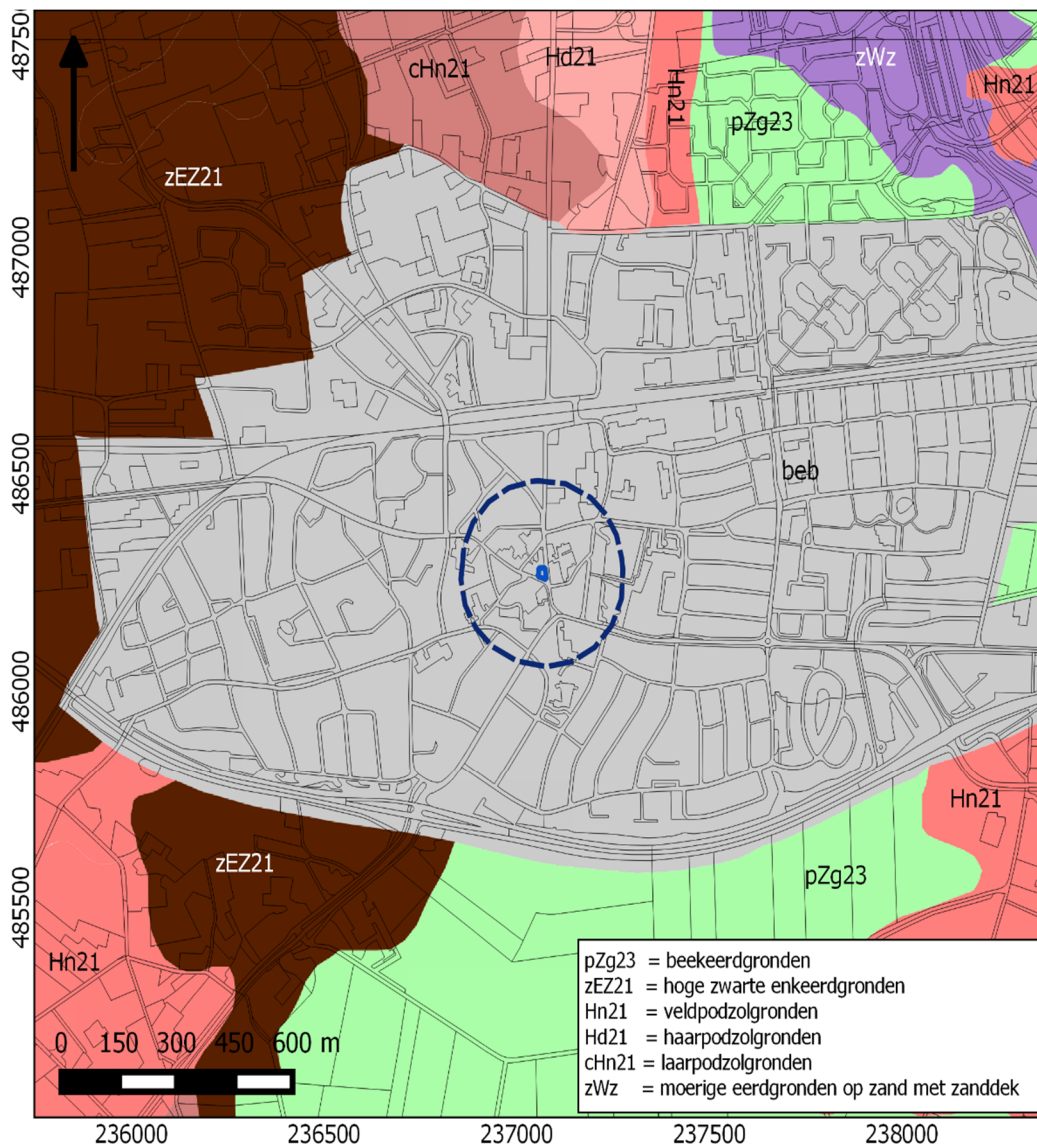 487500
cHn21
Hd21
Hn21
zWz
Hn21
pZg23
zEZ21
487000
486500
beb
486000
Hn21
zEZ21
pZg23
485500
Hn21
pZg23 = beekeerdgronden
zEZ21 = hoge zwarte enkeerdgronden
Hn21 = veldpodzolgronden
Hd21 = haarpodzolgronden
cHn21 = laarpodzolgronden
zWz = moerige eerdgronden op zand met zanddek
0 150 300 450 600 m
236000 236500 237000 237500 238000